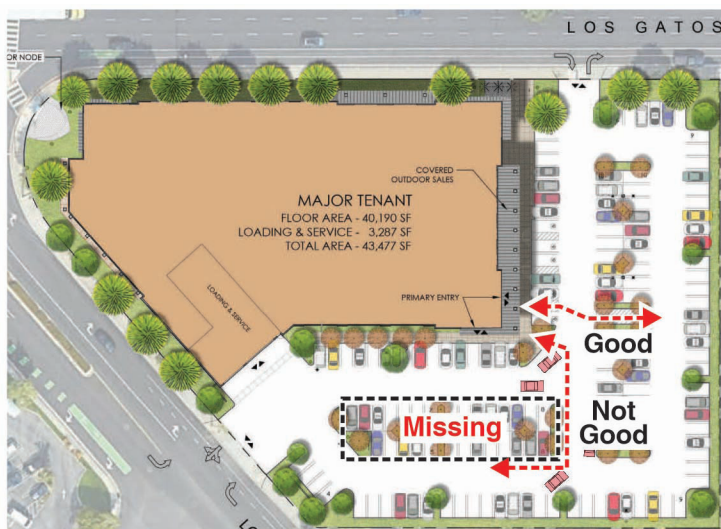 LOS GATOS
OR NODE
COVERED
OUTDOOR SALES
MAJOR TENANT
FLOOR AREA - 40,190 SF
LOADING & SERVICE - 3,287 SF
TOTAL AREA - 43,477 SF
LOADING & SERVICE
PRIMARY ENTRY
Good
Not
Good
Missing
LO